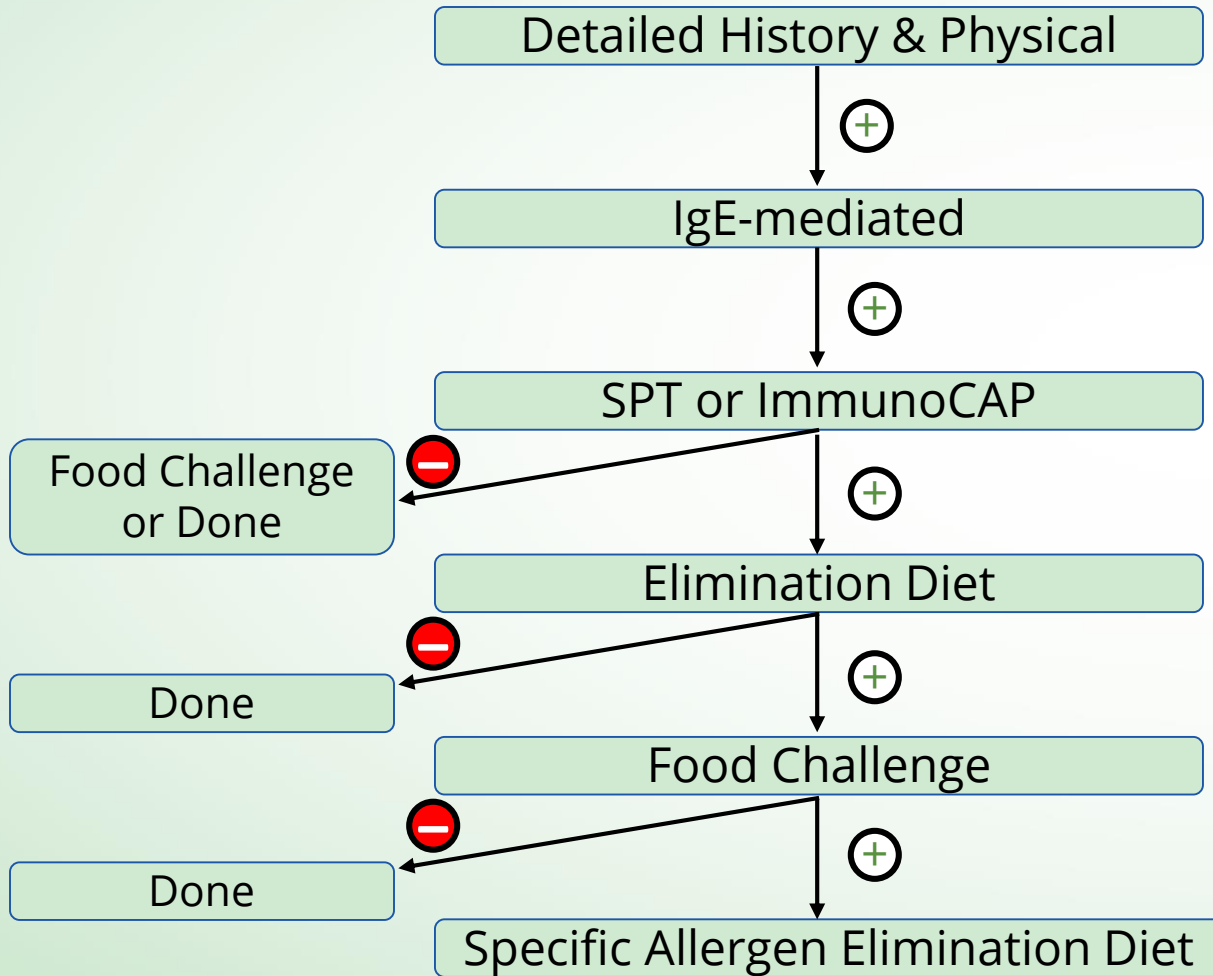 Detailed History & Physical
+
IgE-mediated
+
SPT or ImmunoCAP
Food Challenge
or Done
−
+
Elimination Diet
−
+
Done
Food Challenge
−
+
Done
Specific Allergen Elimination Diet